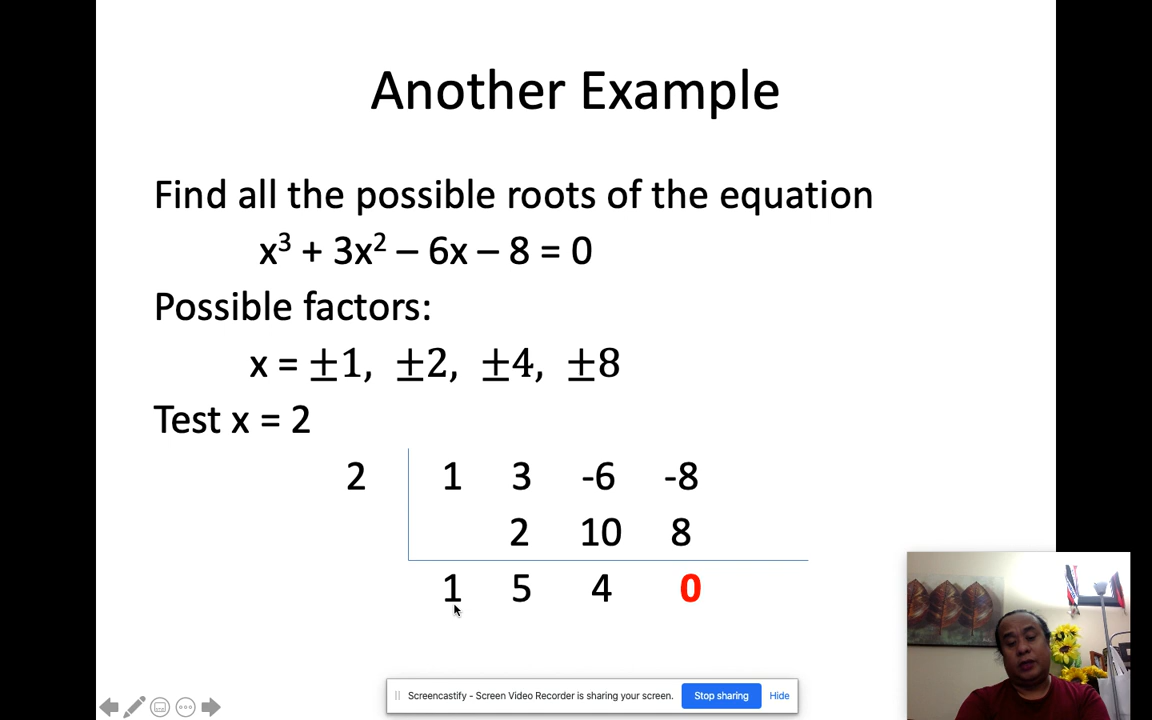 Another Example
Find all the possible roots of the equation
x³ + 3x² – 6x – 8 = 0
Possible factors:
x = ±1, ±2, ±4, ±8
Test x = 2
2 1 3 -6 -8
2 10 8
1 5 4 0
Screencastify - Screen Video Recorder is sharing your screen. Stop sharing Hide